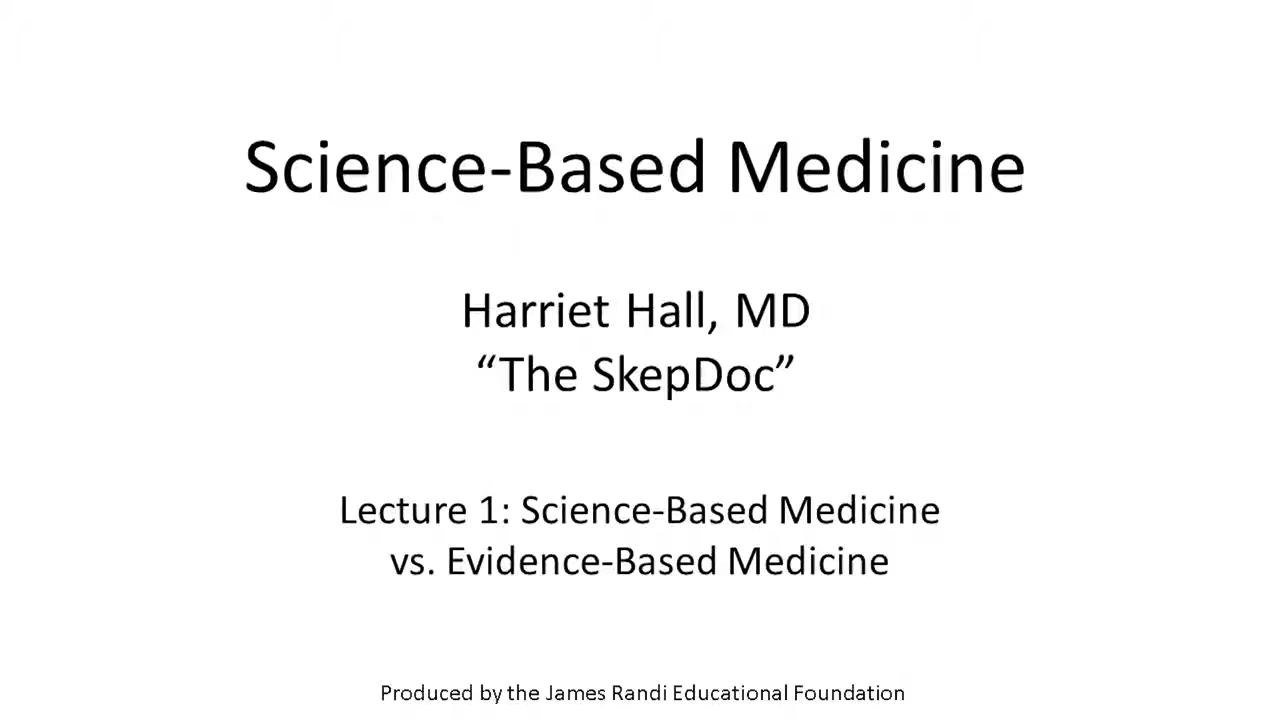 Science-Based Medicine
Harriet Hall, MD
“The SkepDoc”
Lecture 1: Science-Based Medicine
vs. Evidence-Based Medicine
Produced by the James Randi Educational Foundation